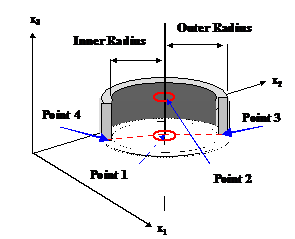 x3
Outer Radius
Inner Radius
x2
Point 4
Point 3
Point 1
Point 2
x1